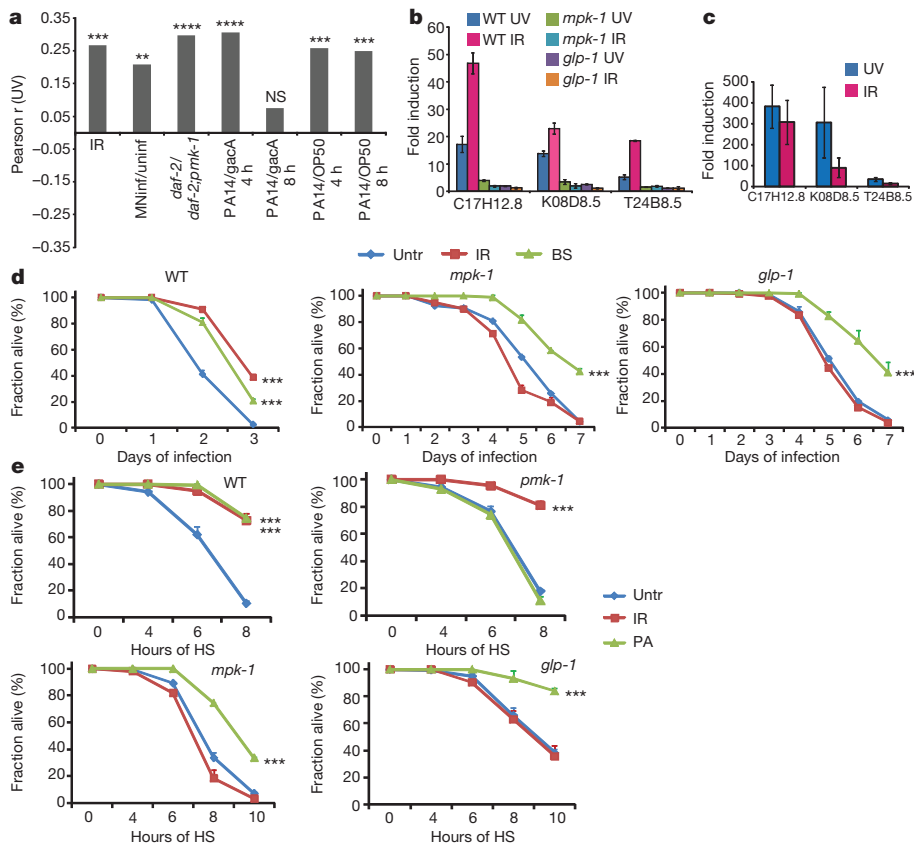 a
Pearson r (UV)
0.35
0.25
0.15
0.05
−0.05
−0.15
−0.25
−0.35
***
**
****
****
NS
***
***
IR
MNinf/uninf
daf-2/
daf-2;pmk-1
PA14/gacA
4 h
PA14/gacA
8 h
PA14/OP50
4 h
PA14/OP50
8 h
b
Fold induction
60
50
40
30
20
10
0
WT UV
WT IR
mpk-1 UV
mpk-1 IR
glp-1 UV
glp-1 IR
C17H12.8
K08D8.5
T24B8.5
c
Fold induction
500
400
300
200
100
0
UV
IR
C17H12.8
K08D8.5
T24B8.5
Untr
IR
BS
d
WT
Fraction alive (%)
100
80
60
40
20
0
***
***
0 1 2 3
Days of infection
mpk-1
Fraction alive (%)
100
80
60
40
20
0
***
0 1 2 3 4 5 6 7
Days of infection
glp-1
Fraction alive (%)
100
80
60
40
20
0
***
0 1 2 3 4 5 6 7
Days of infection
e
WT
Fraction alive (%)
100
80
60
40
20
0
***
***
0 4 6 8
Hours of HS
pmk-1
Fraction alive (%)
100
80
60
40
20
0
***
0 4 6 8
Hours of HS
Untr
IR
PA
mpk-1
Fraction alive (%)
100
80
60
40
20
0
***
0 4 6 8 10
Hours of HS
glp-1
Fraction alive (%)
100
80
60
40
20
0
***
0 4 6 8 10
Hours of HS